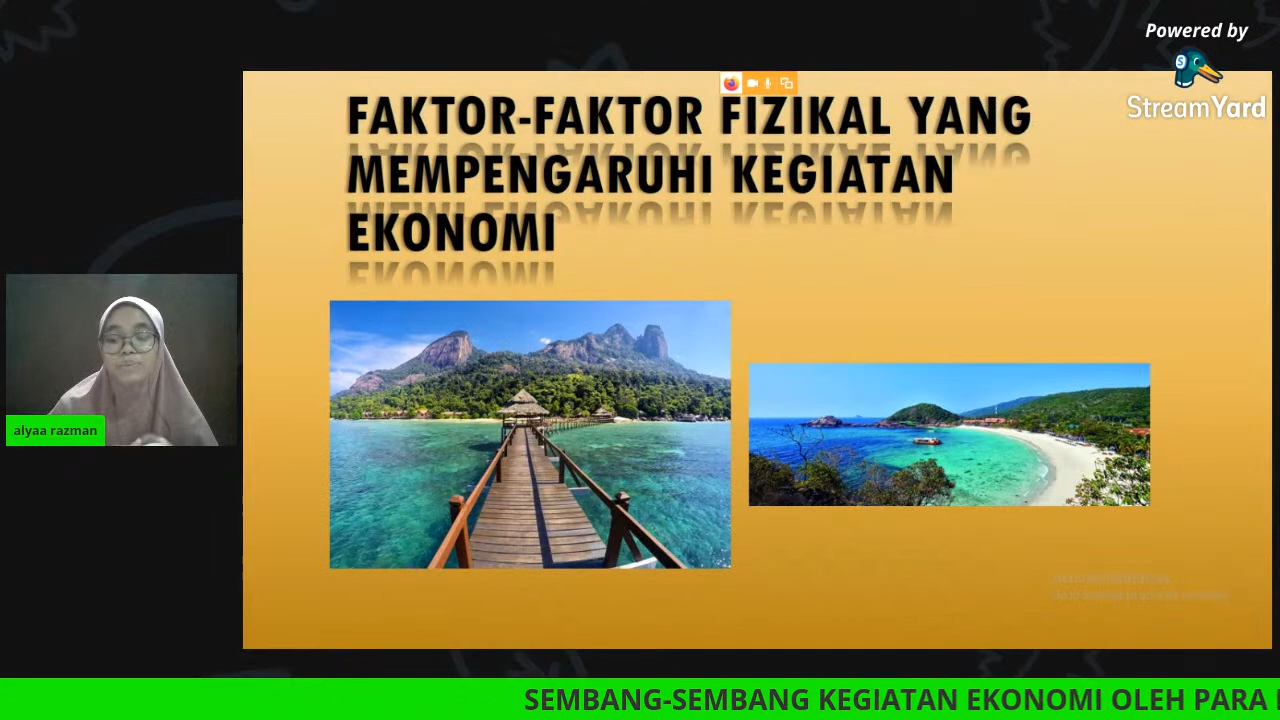 Powered by
StreamYard
FAKTOR-FAKTOR FIZIKAL YANG
MEMPENGARUHI KEGIATAN
EKONOMI
alyaa razman
SEMBANG-SEMBANG KEGIATAN EKONOMI OLEH PARA